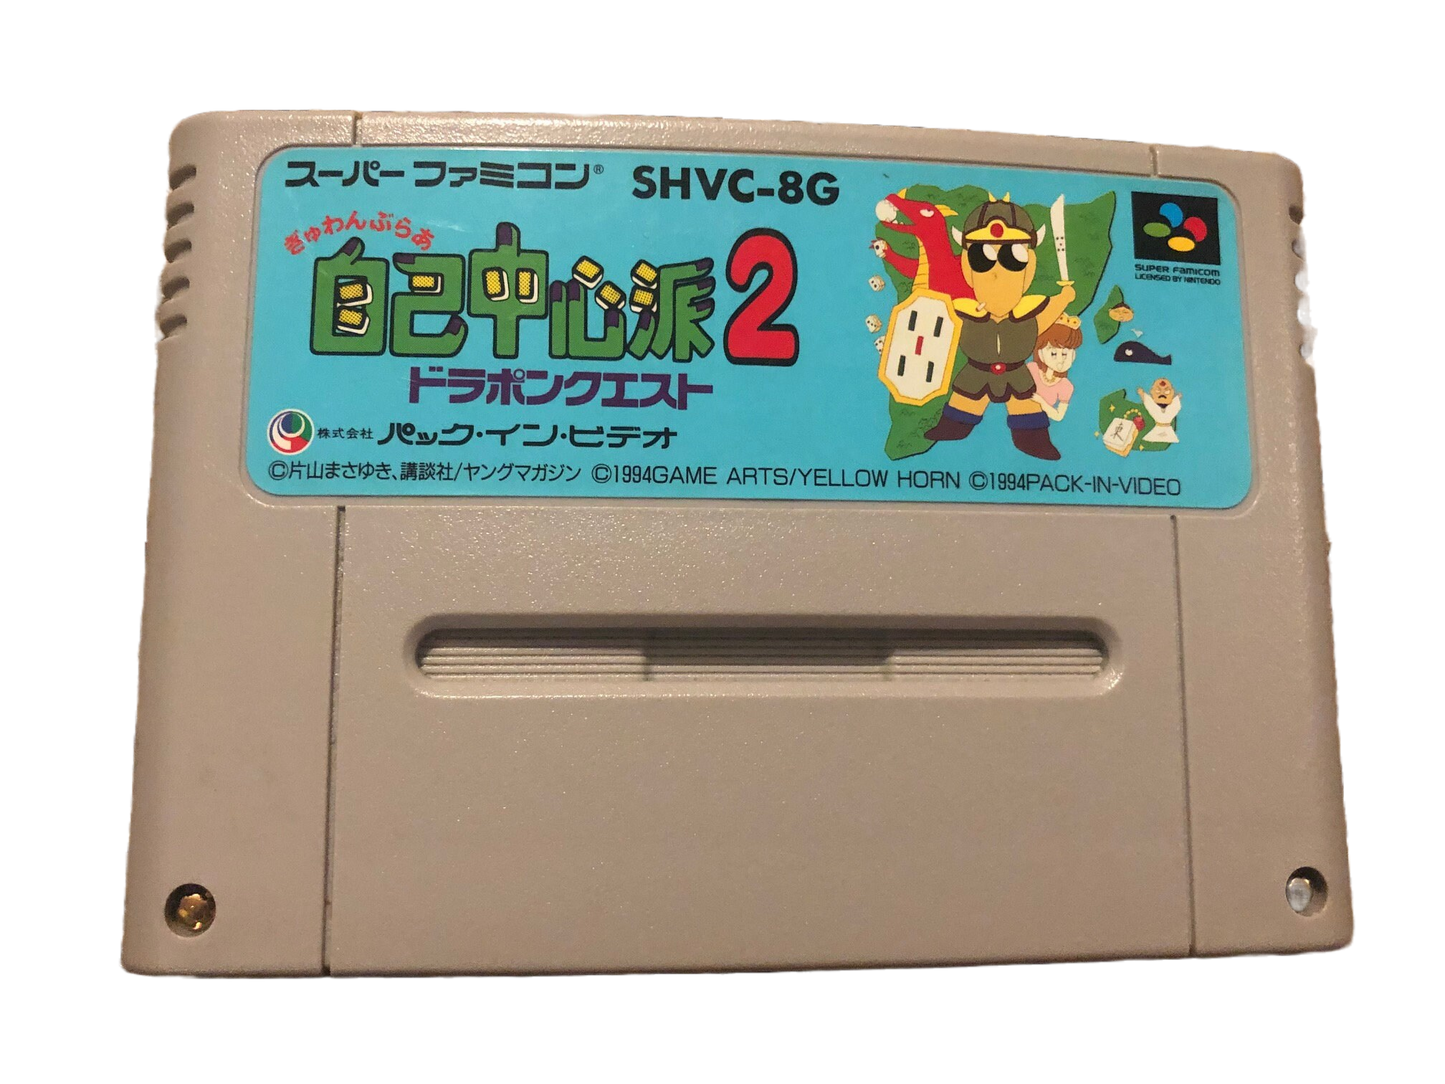 スーパーファミコン® SHVC-8G
ぎゅわんぶらあ
自己中心派2
ドラポンクエスト
株式会社 パック・イン・ビデオ
©片山まさゆき、講談社/ヤングマガジン ©1994GAME ARTS/YELLOW HORN ©1994PACK-IN-VIDEO
SUPER FAMICOM
LICENSED BY NINTENDO
東